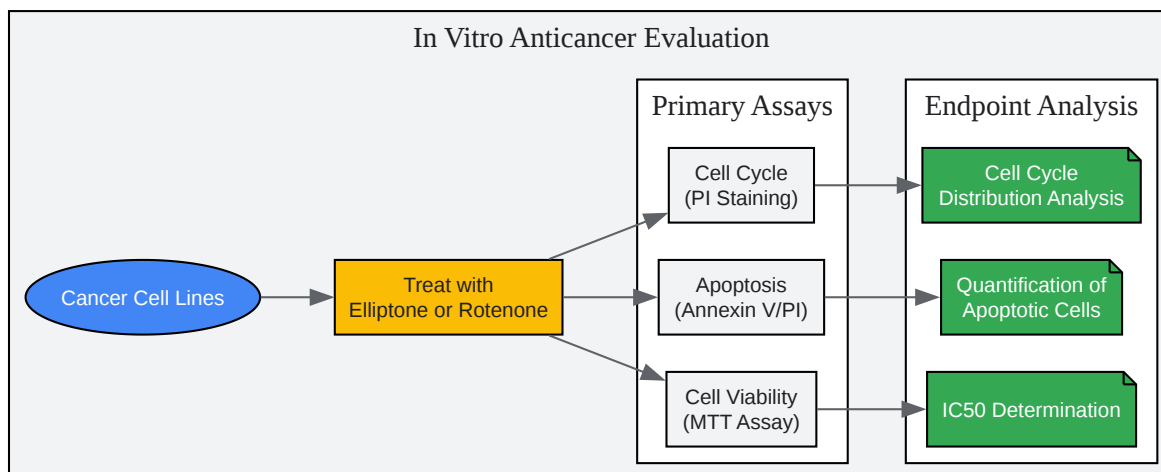 In Vitro Anticancer Evaluation
Primary Assays
Endpoint Analysis
Cell Cycle
(PI Staining)
Cell Cycle
Distribution Analysis
Cancer Cell Lines
Treat with
Elliptone or Rotenone
Apoptosis
(Annexin V/PI)
Quantification of
Apoptotic Cells
Cell Viability
(MTT Assay)
IC50 Determination